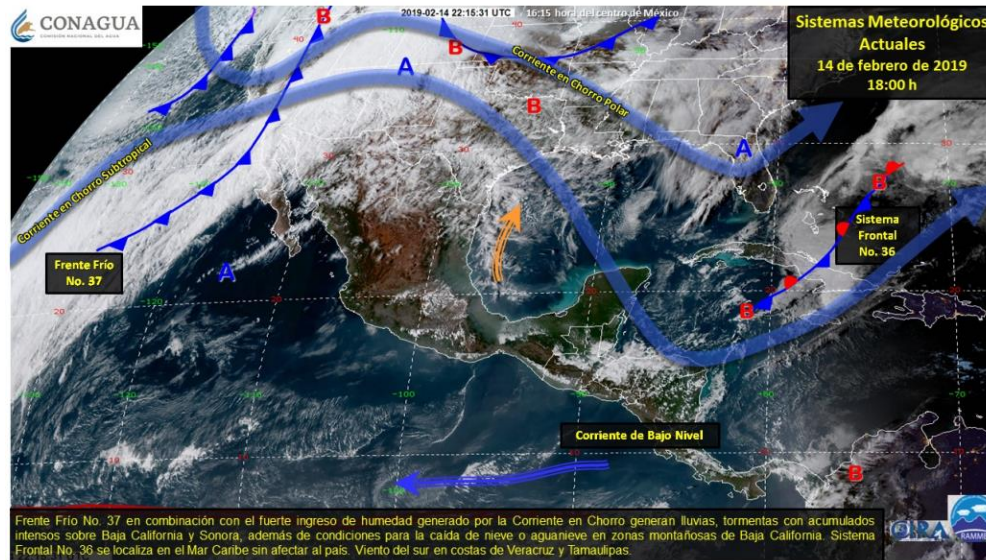 CONAGUA
COMISIÓN NACIONAL DEL AGUA
2019-02-14 22:15:31 UTC - 16:15 hora del centro de México
Sistemas Meteorológicos
Actuales
14 de febrero de 2019
18:00 h
B
B
A
B
A
Corriente en Chorro Polar
Corriente en Chorro Subtropical
B
Sistema
Frontal
No. 36
Frente Frío
No. 37
A
B
Corriente de Bajo Nivel
B
Frente Frío No. 37 en combinación con el fuerte ingreso de humedad generado por la Corriente en Chorro generan lluvias, tormentas con acumulados
intensos sobre Baja California y Sonora, además de condiciones para la caída de nieve o aguanieve en zonas montañosas de Baja California. Sistema
Frontal No. 36 se localiza en el Mar Caribe sin afectar al país. Viento del sur en costas de Veracruz y Tamaulipas.